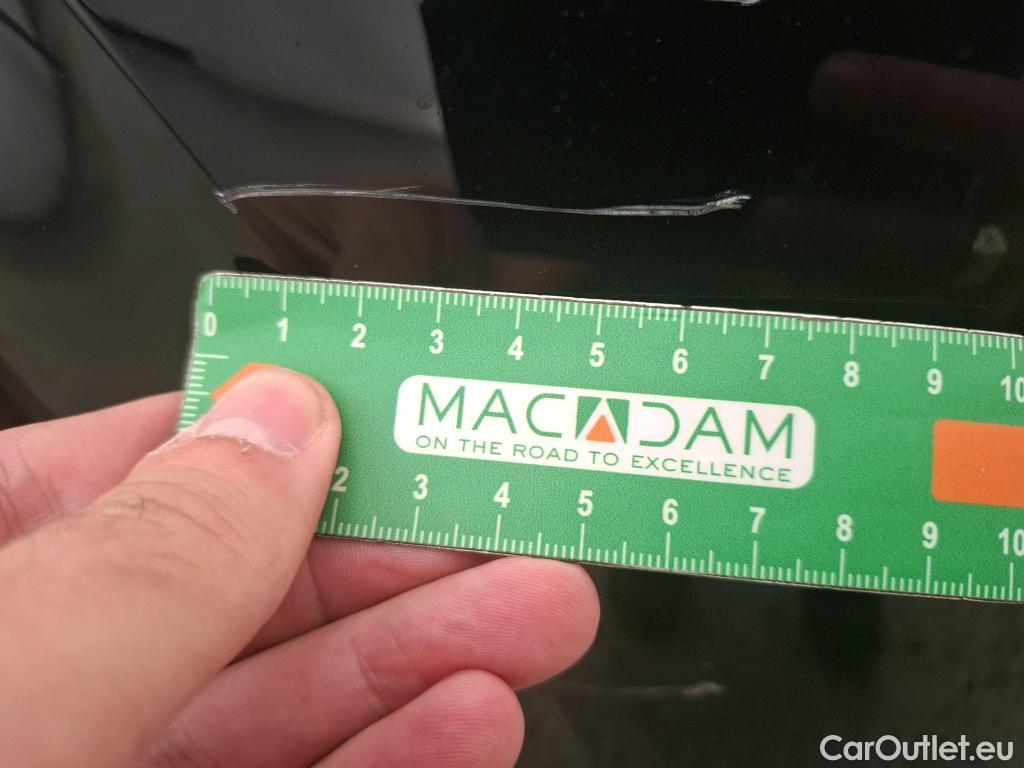 0 1 2 3 4 5 6 7 8 9 10
MACADAM
ON THE ROAD TO EXCELLENCE
2 3 4 5 6 7 8 9 10
CarOutlet.eu